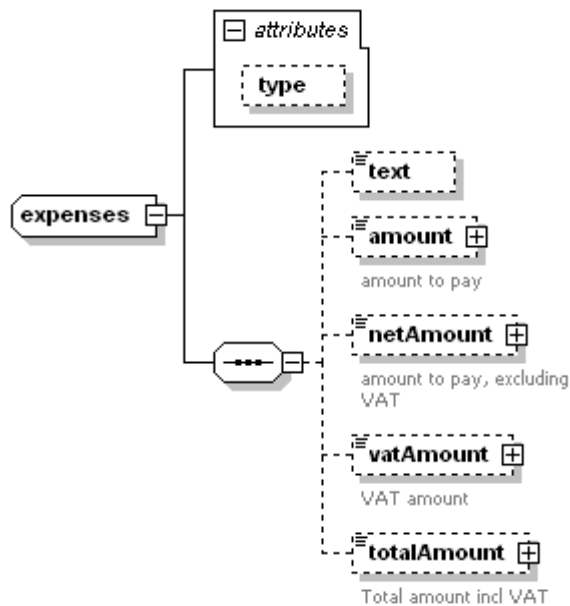 attributes
type
expenses
text
amount
amount to pay
netAmount
amount to pay, excluding
VAT
vatAmount
VAT amount
totalAmount
Total amount incl VAT